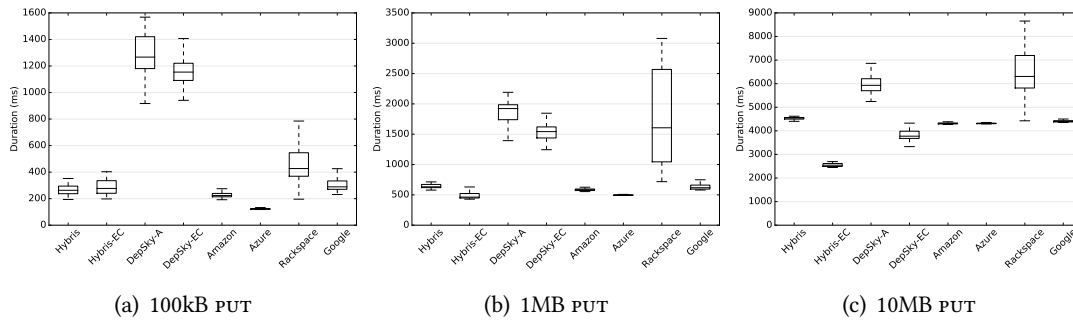 1600
1400
1200
1000
800
600
400
200
0
Duration (ms)
Hybris
Hybris-EC
DepSky-A
DepSky-EC
Amazon
Azure
Rackspace
Google
(a) 100kB PUT
3500
3000
2500
2000
1500
1000
500
0
Duration (ms)
Hybris
Hybris-EC
DepSky-A
DepSky-EC
Amazon
Azure
Rackspace
Google
(b) 1MB PUT
9000
8000
7000
6000
5000
4000
3000
2000
1000
0
Duration (ms)
Hybris
Hybris-EC
DepSky-A
DepSky-EC
Amazon
Azure
Rackspace
Google
(c) 10MB PUT